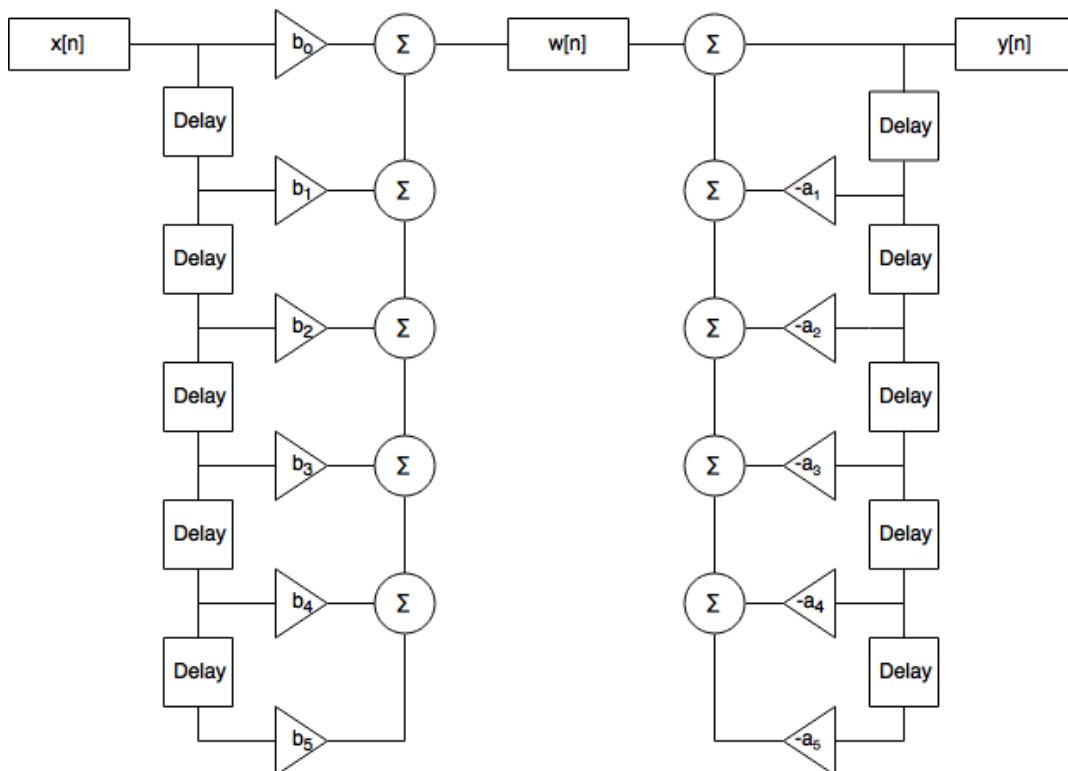 x[n] b₀ Σ w[n] Σ y[n]
Delay Delay
b₁ Σ Σ -a₁
Delay Delay
b₂ Σ Σ -a₂
Delay Delay
b₃ Σ Σ -a₃
Delay Delay
b₄ Σ Σ -a₄
Delay Delay
b₅ -a₅